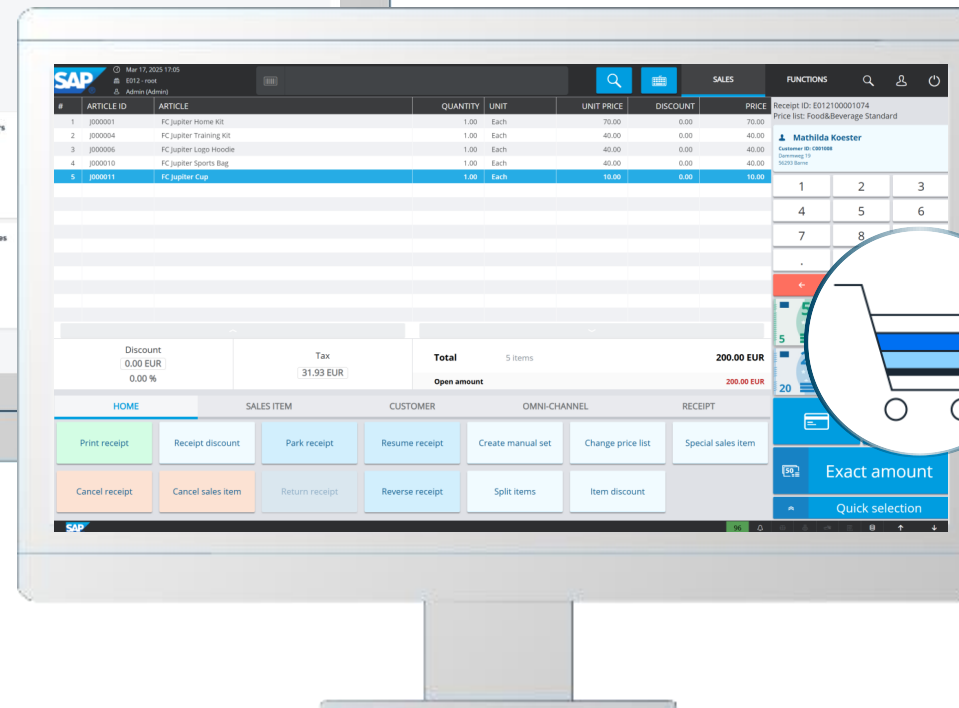 s
es
SAP
Mar 17, 2025 17:05
E012 - root
Admin (Admin)
SALES
FUNCTIONS
# ARTICLE ID ARTICLE QUANTITY UNIT UNIT PRICE DISCOUNT PRICE
1 J000001 FC Jupiter Home Kit 1.00 Each 70.00 0.00 70.00
2 J000004 FC Jupiter Training Kit 1.00 Each 40.00 0.00 40.00
3 J000006 FC Jupiter Logo Hoodie 1.00 Each 40.00 0.00 40.00
4 J000010 FC Jupiter Sports Bag 1.00 Each 40.00 0.00 40.00
5 J000011 FC Jupiter Cup 1.00 Each 10.00 0.00 10.00
Receipt ID: E012100001074
Price list: Food&Beverage Standard
Mathilda Koester
Customer ID: C001000
Demmweg 19
56203 Barne
1 2 3
4 5 6
7 8
.
5
20
Discount
0.00 EUR
0.00 %
Tax
31.93 EUR
Total 5 items 200.00 EUR
Open amount 200.00 EUR
HOME SALES ITEM CUSTOMER OMNI-CHANNEL RECEIPT
Print receipt Receipt discount Park receipt Resume receipt Create manual set Change price list Special sales item
Cancel receipt Cancel sales item Return receipt Reverse receipt Split items Item discount
50 Exact amount
Quick selection
SAP
96